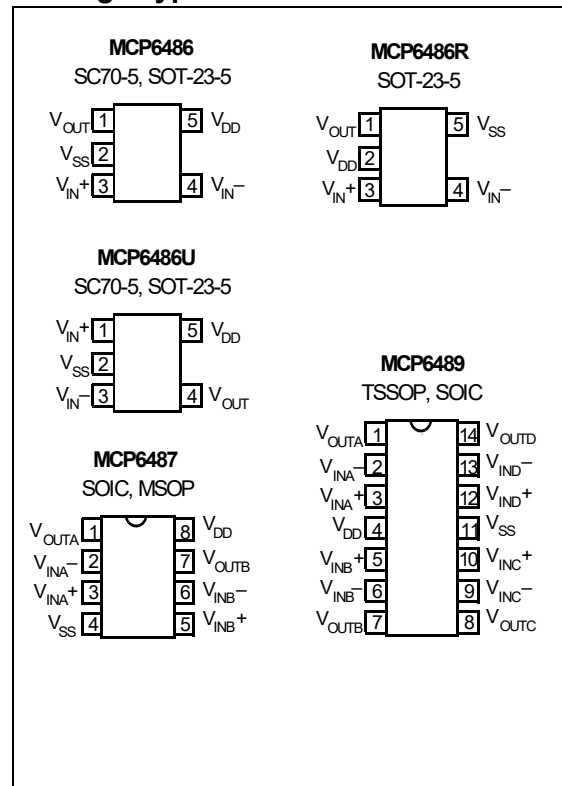 MCP6486
SC70-5, SOT-23-5
VOUT 1 5 VDD
VSS 2
VIN+ 3 4 VIN–
MCP6486R
SOT-23-5
VOUT 1 5 VSS
VDD 2
VIN+ 3 4 VIN–
MCP6486U
SC70-5, SOT-23-5
VIN+ 1 5 VDD
VSS 2
VIN– 3 4 VOUT
MCP6487
SOIC, MSOP
VOUTA 1 8 VDD
VINA– 2 7 VOUTB
VINA+ 3 6 VINB–
VSS 4 5 VINB+
MCP6489
TSSOP, SOIC
VOUTA 1 14 VOUTD
VINA– 2 13 VIND–
VINA+ 3 12 VIND+
VDD 4 11 VSS
VINB+ 5 10 VINC+
VINB– 6 9 VINC–
VOUTB 7 8 VOUTC